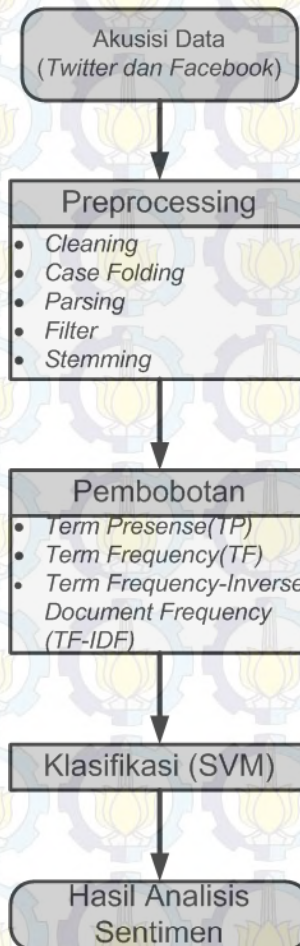 Akusisi Data
(Twitter dan Facebook)
Preprocessing
• Cleaning
• Case Folding
• Parsing
• Filter
• Stemming
Pembobotan
• Term Presense(TP)
• Term Frequency(TF)
• Term Frequency-Inverse
Document Frequency
(TF-IDF)
Klasifikasi (SVM)
Hasil Analisis
Sentimen